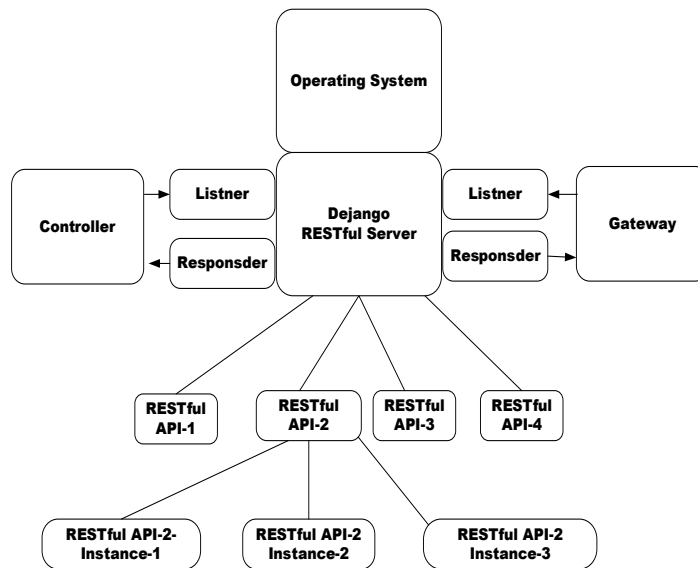 Operating System
Controller
Listner
Responsder
Dejango
RESTful Server
Listner
Responsder
Gateway
RESTful
API-1
RESTful
API-2
RESTful
API-3
RESTful
API-4
RESTful API-2-
Instance-1
RESTful API-2
Instance-2
RESTful API-2
Instance-3